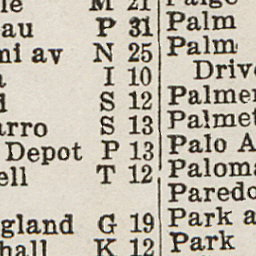 M 21
au P 31
ni av N 25
I 10
S 12
arro S 13
Depot P 13
ell T 12
gland G 19
hall K 12
Palm
Palm
Drive
Palmer
Palmet
Palo A
Paloma
Paredo
Park a
Park